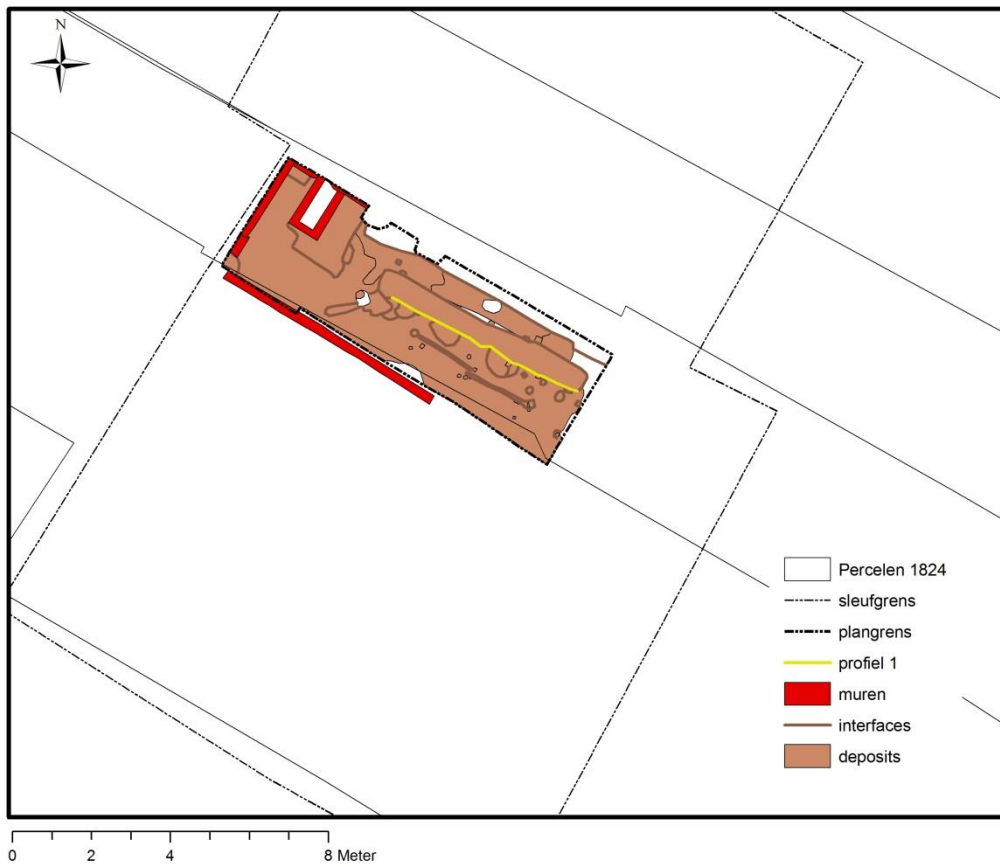 N
Percelen 1824
sleufgrens
plangrens
profiel 1
muren
interfaces
deposits
0 2 4 8 Meter